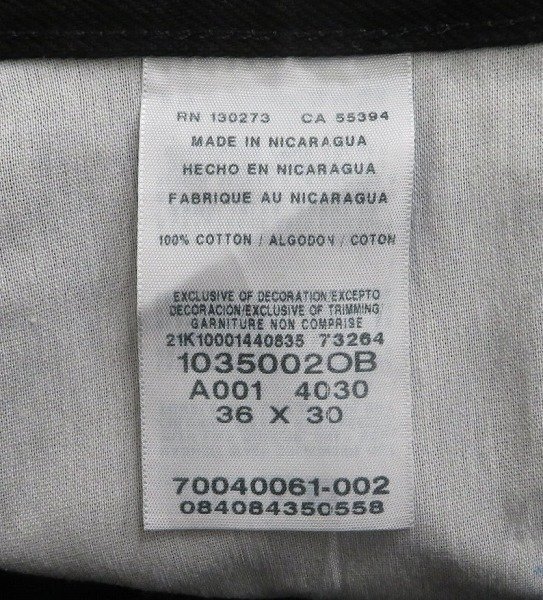 RN 130273 CA 55394
MADE IN NICARAGUA
HECHO EN NICARAGUA
FABRIQUE AU NICARAGUA
100% COTTON / ALGODON / COTON
EXCLUSIVE OF DECORATION/EXCEPTO
DECORACION/EXCLUSIVE OF TRIMMING
GARNITURE NON COMPRISE
21K10001440835 73264
1035002OB
A001 4030
36 X 30
70040061-002
084084350558